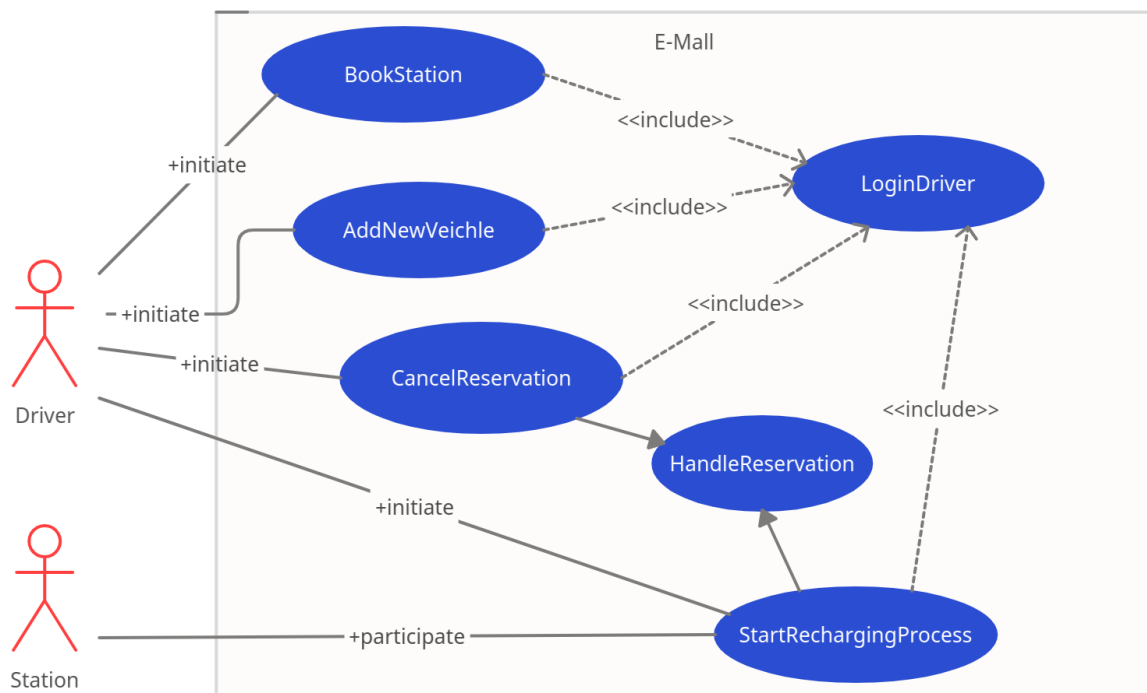 E-Mall
BookStation
<<include>>
+initiate
LoginDriver
<<include>>
AddNewVeichle
<<include>>
+initiate
+initiate
CancelReservation
Driver
<<include>>
HandleReservation
+initiate
+participate
StartRechargingProcess
Station